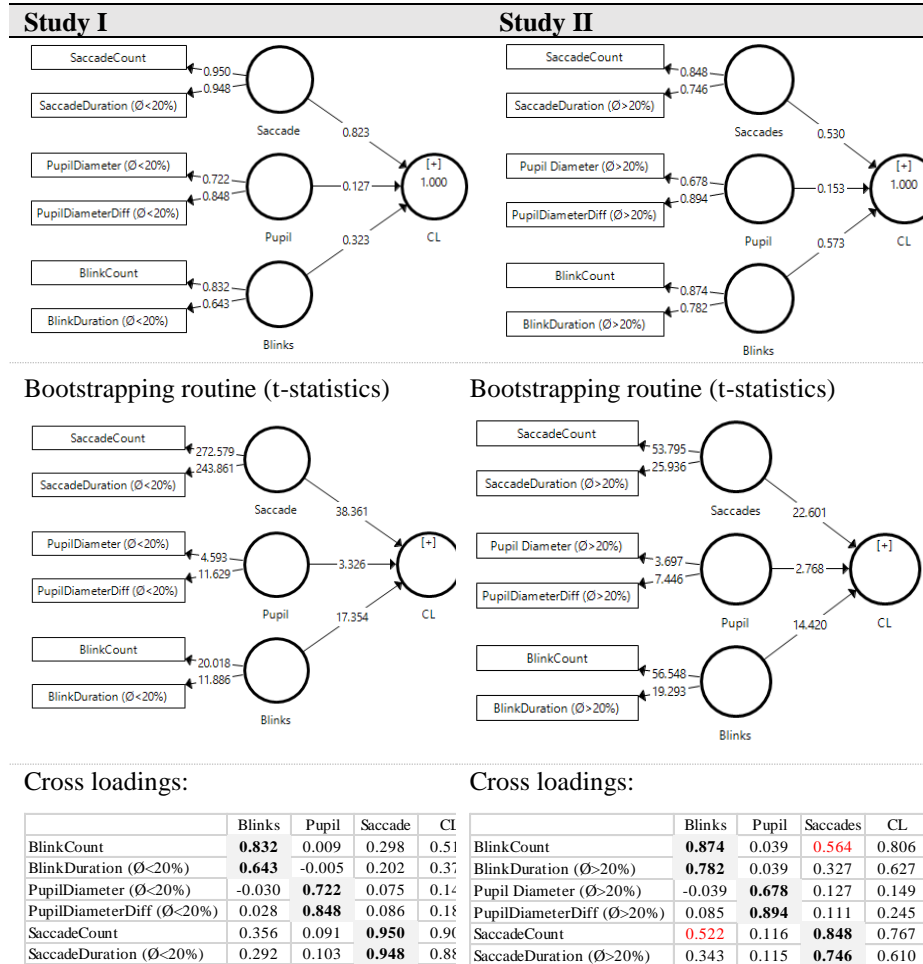 Study I Study II
SaccadeCount
0.950
0.948
SaccadeDuration (Ø<20%)
Saccade
0.823
PupilDiameter (Ø<20%)
0.722
0.848
PupilDiameterDiff (Ø<20%)
Pupil
0.127
[+]
1.000
CL
BlinkCount
0.832
0.643
BlinkDuration (Ø<20%)
Blinks
0.323
SaccadeCount
0.848
0.746
SaccadeDuration (Ø>20%)
Saccades
0.530
Pupil Diameter (Ø>20%)
0.678
0.894
PupilDiameterDiff (Ø>20%)
Pupil
0.153
[+]
1.000
CL
BlinkCount
0.874
0.782
BlinkDuration (Ø>20%)
Blinks
0.573
Bootstrapping routine (t-statistics) Bootstrapping routine (t-statistics)
SaccadeCount
272.579
243.861
SaccadeDuration (Ø<20%)
Saccade
38.361
PupilDiameter (Ø<20%)
4.593
11.629
PupilDiameterDiff (Ø<20%)
Pupil
3.326
[+]
CL
BlinkCount
20.018
11.886
BlinkDuration (Ø<20%)
Blinks
17.354
SaccadeCount
53.795
25.936
SaccadeDuration (Ø>20%)
Saccades
22.601
Pupil Diameter (Ø>20%)
3.697
7.446
PupilDiameterDiff (Ø>20%)
Pupil
2.768
[+]
CL
BlinkCount
56.548
19.293
BlinkDuration (Ø>20%)
Blinks
14.420
Cross loadings: Cross loadings:
Blinks Pupil Saccade CL
BlinkCount 0.832 0.009 0.298 0.51
BlinkDuration (Ø<20%) 0.643 -0.005 0.202 0.37
PupilDiameter (Ø<20%) -0.030 0.722 0.075 0.14
PupilDiameterDiff (Ø<20%) 0.028 0.848 0.086 0.18
SaccadeCount 0.356 0.091 0.950 0.90
SaccadeDuration (Ø<20%) 0.292 0.103 0.948 0.88
Blinks Pupil Saccades CL
BlinkCount 0.874 0.039 0.564 0.806
BlinkDuration (Ø>20%) 0.782 0.039 0.327 0.627
Pupil Diameter (Ø>20%) -0.039 0.678 0.127 0.149
PupilDiameterDiff (Ø>20%) 0.085 0.894 0.111 0.245
SaccadeCount 0.522 0.116 0.848 0.767
SaccadeDuration (Ø>20%) 0.343 0.115 0.746 0.610